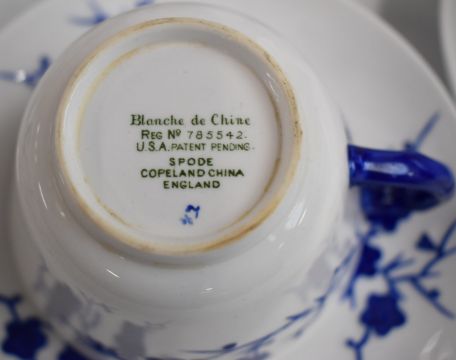 Blanche de Chine
REG Nº 785542.
U.S.A. PATENT PENDING.
SPODE
COPELAND CHINA
ENGLAND